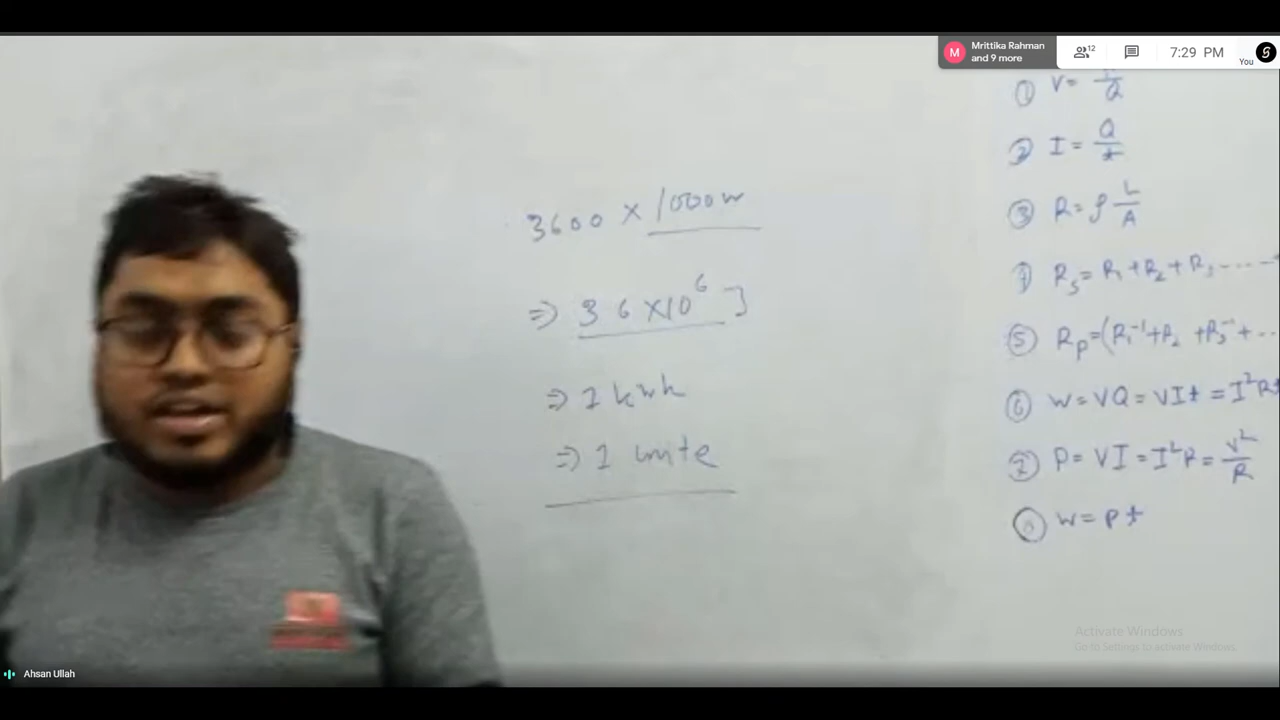 Mrittika Rahman
and 9 more
12
7:29 PM
You
3600 × 1000w
⇒ 36×10⁶ J
⇒ 1 kwh
⇒ 1 unite
① V = /Q
② I = Q/t
③ R = ρ L/A
④ Rs = R₁ + R₂ + R₃ ......
⑤ Rp = (R₁⁻¹ + R₂ + R₃⁻¹ + ...
⑥ W = VQ = VIt = I²Rt
⑦ P = VI = I²R = V²/R
⑧ W = Pt
Activate Windows
Go to Settings to activate Windows.
Ahsan Ullah